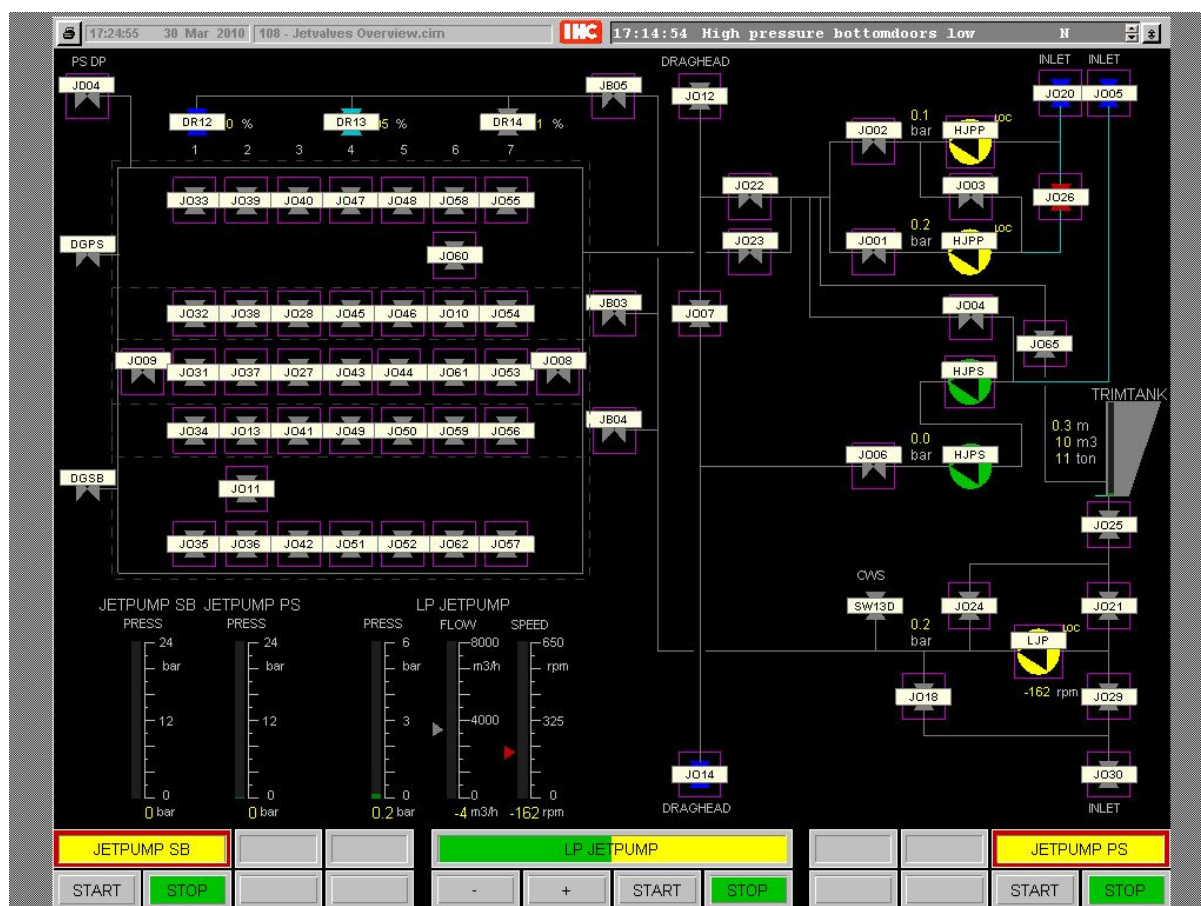 17:24:55 30 Mar 2010 108 - Jetvalves Overview.cim IHC 17:14:54 High pressure bottomdoors low N
PS DP DRAGHEAD INLET INLET
JD04 JB05 JO12 JO20 JO05
DR12 0 % DR13 % DR14 1 % JO02 0.1 bar HJPP LOC
1 2 3 4 5 6 7
JO33 JO39 JO40 JO47 JO48 JO58 JO55 JO22 JO03 JO26
DGPS JO60 JO23 JO01 0.2 bar HJPP LOC
JO32 JO38 JO28 JO45 JO46 JO10 JO54 JB03 JO07 JO04
JO65
JO09 JO31 JO37 JO27 JO43 JO44 JO61 JO53 JO08 HJPS
TRIMTANK
JO34 JO13 JO41 JO49 JO50 JO59 JO56 JB04 0.3 m
10 m3
JO06 0.0 bar HJPS 11 ton
DGSB JO11
JO25
JO35 JO36 JO42 JO51 JO52 JO62 JO57
CWS
JETPUMP SB JETPUMP PS LP JETPUMP SW13D JO24 JO21
PRESS PRESS PRESS FLOW SPEED 0.2 bar LJP LOC
24 24 6 8000 650
bar bar bar m3/h rpm
-162 rpm
JO18 JO29
12 12 3 4000 325
JO14 JO30
0 0 0 0 0
DRAGHEAD INLET
0 bar 0 bar 0.2 bar -4 m3/h -162 rpm
JETPUMP SB LP JETPUMP JETPUMP PS
START STOP - + START STOP START STOP